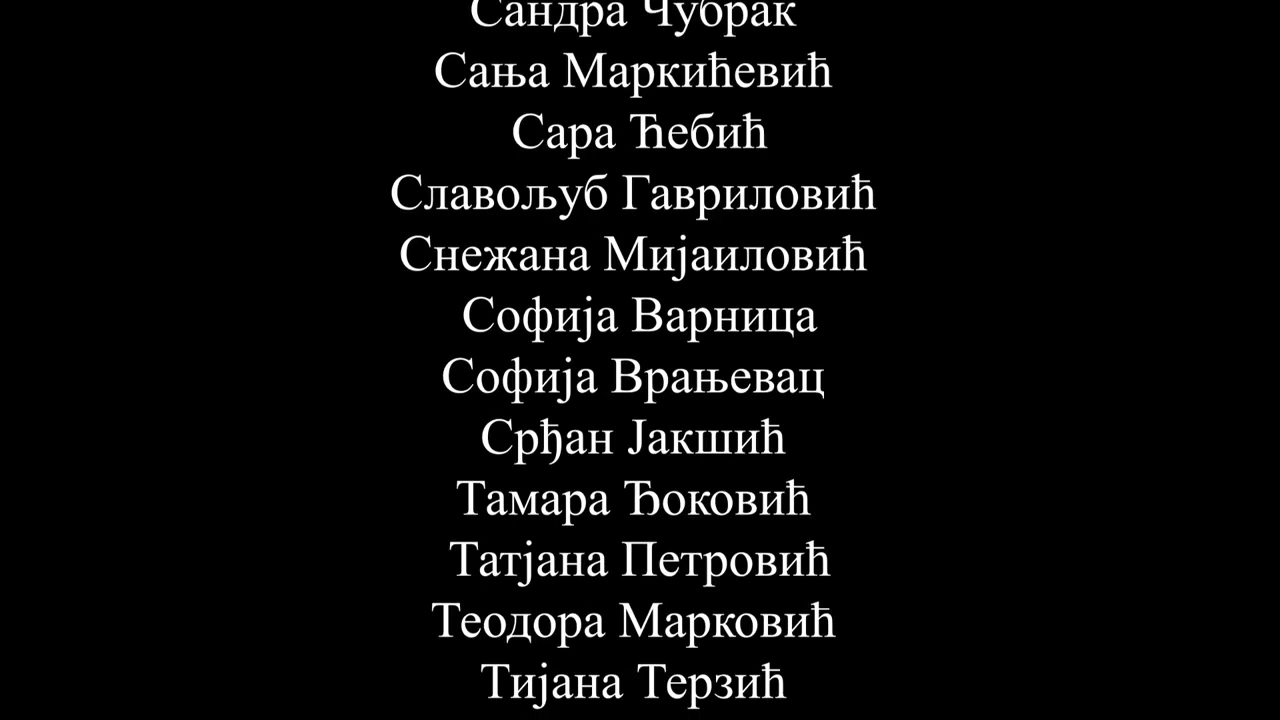 Сандра Чубрак
Сања Маркићевић
Сара Ћебић
Славољуб Гавриловић
Снежана Мијаиловић
Софија Варница
Софија Врањевац
Срђан Јакшић
Тамара Ђоковић
Татјана Петровић
Теодора Марковић
Тијана Терзић